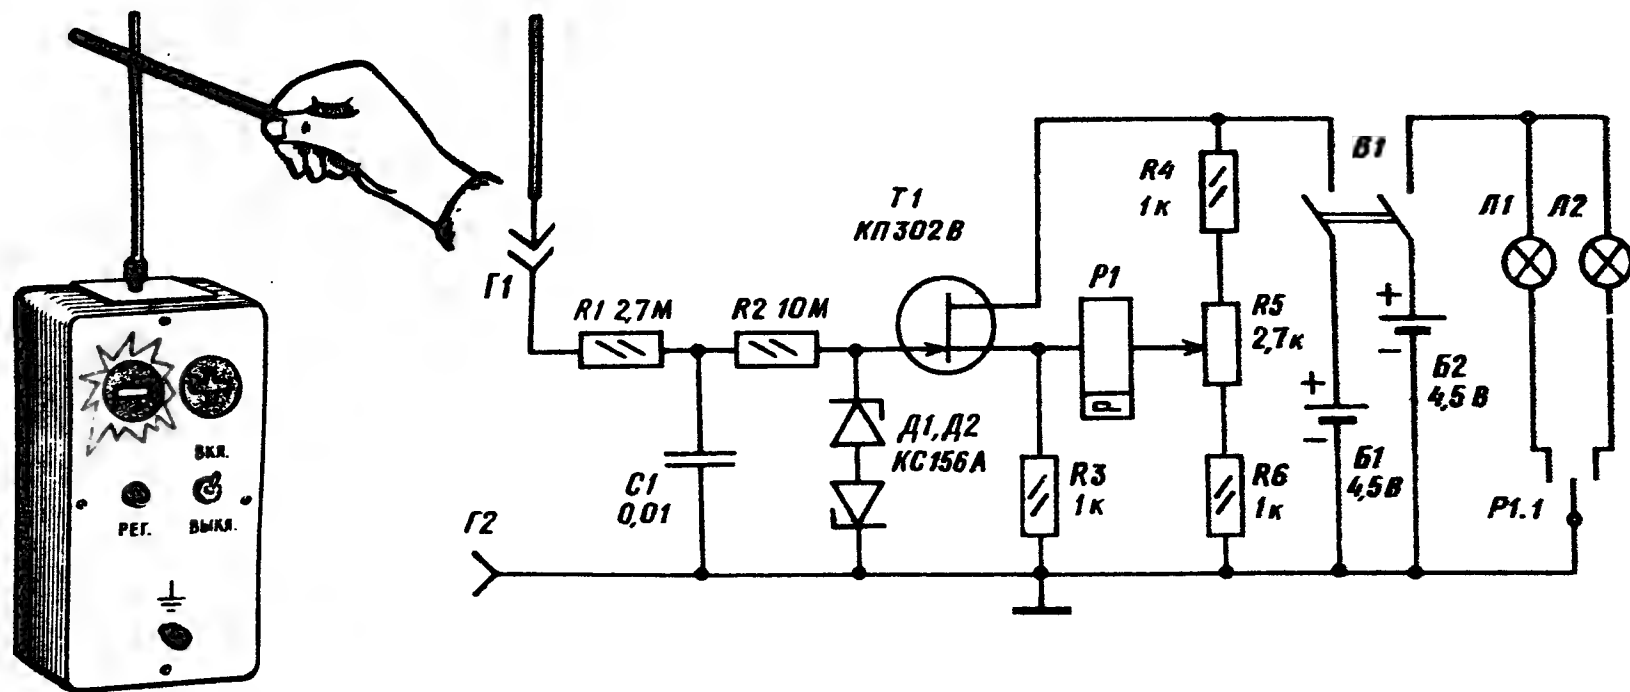 ВКЛ.
РЕГ.
ВЫКЛ.
Г1
R1 2,7М
R2 10М
С1
0,01
Г2
Т1
КП302В
Д1, Д2
КС156А
Р1
Р
R3
1к
R4
1к
R5
2,7к
R6
1к
В1
+
−
Б1
4,5В
+
−
Б2
4,5В
Л1
Л2
Р1.1